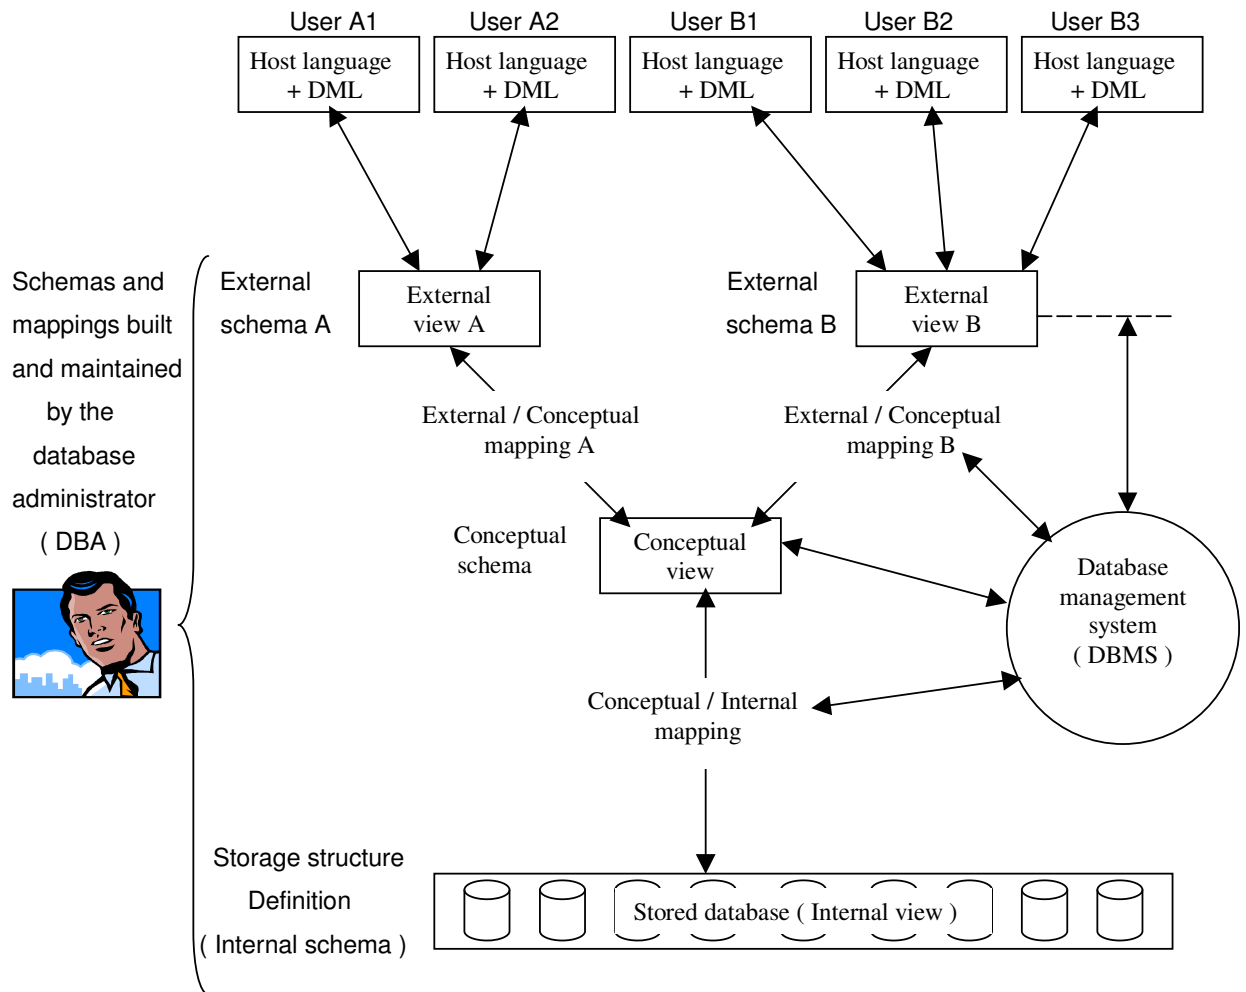 User A1
User A2
User B1
User B2
User B3
Host language
+ DML
Host language
+ DML
Host language
+ DML
Host language
+ DML
Host language
+ DML
Schemas and
mappings built
and maintained
by the
database
administrator
( DBA )
External
schema A
External
view A
External
schema B
External
view B
External / Conceptual
mapping A
External / Conceptual
mapping B
Conceptual
schema
Conceptual
view
Database
management
system
( DBMS )
Conceptual / Internal
mapping
Storage structure
Definition
( Internal schema )
Stored database ( Internal view )